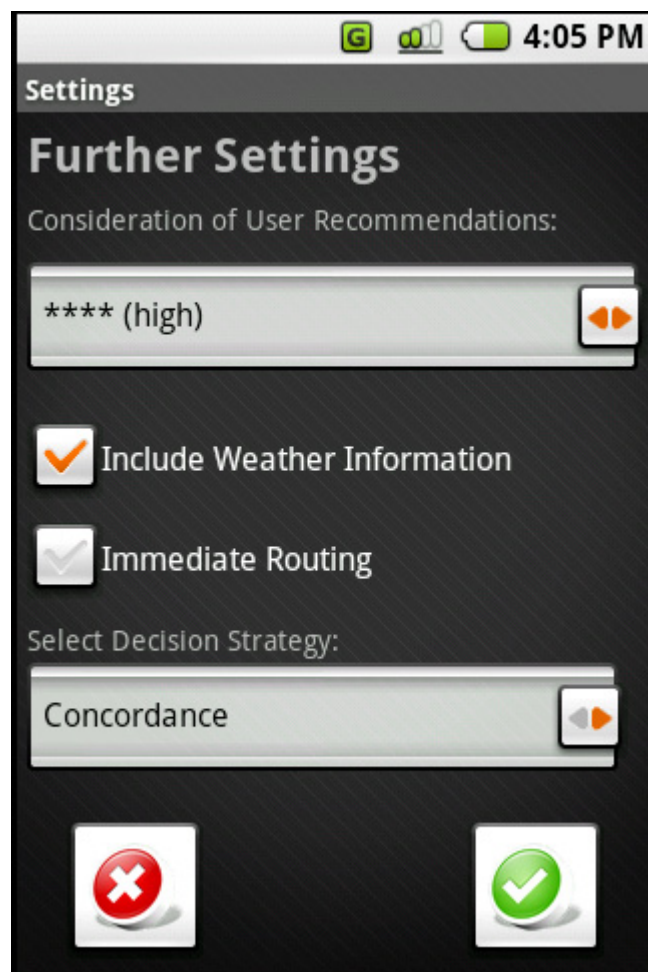 G 4:05 PM
Settings
Further Settings
Consideration of User Recommendations:
**** (high)
Include Weather Information
Immediate Routing
Select Decision Strategy:
Concordance